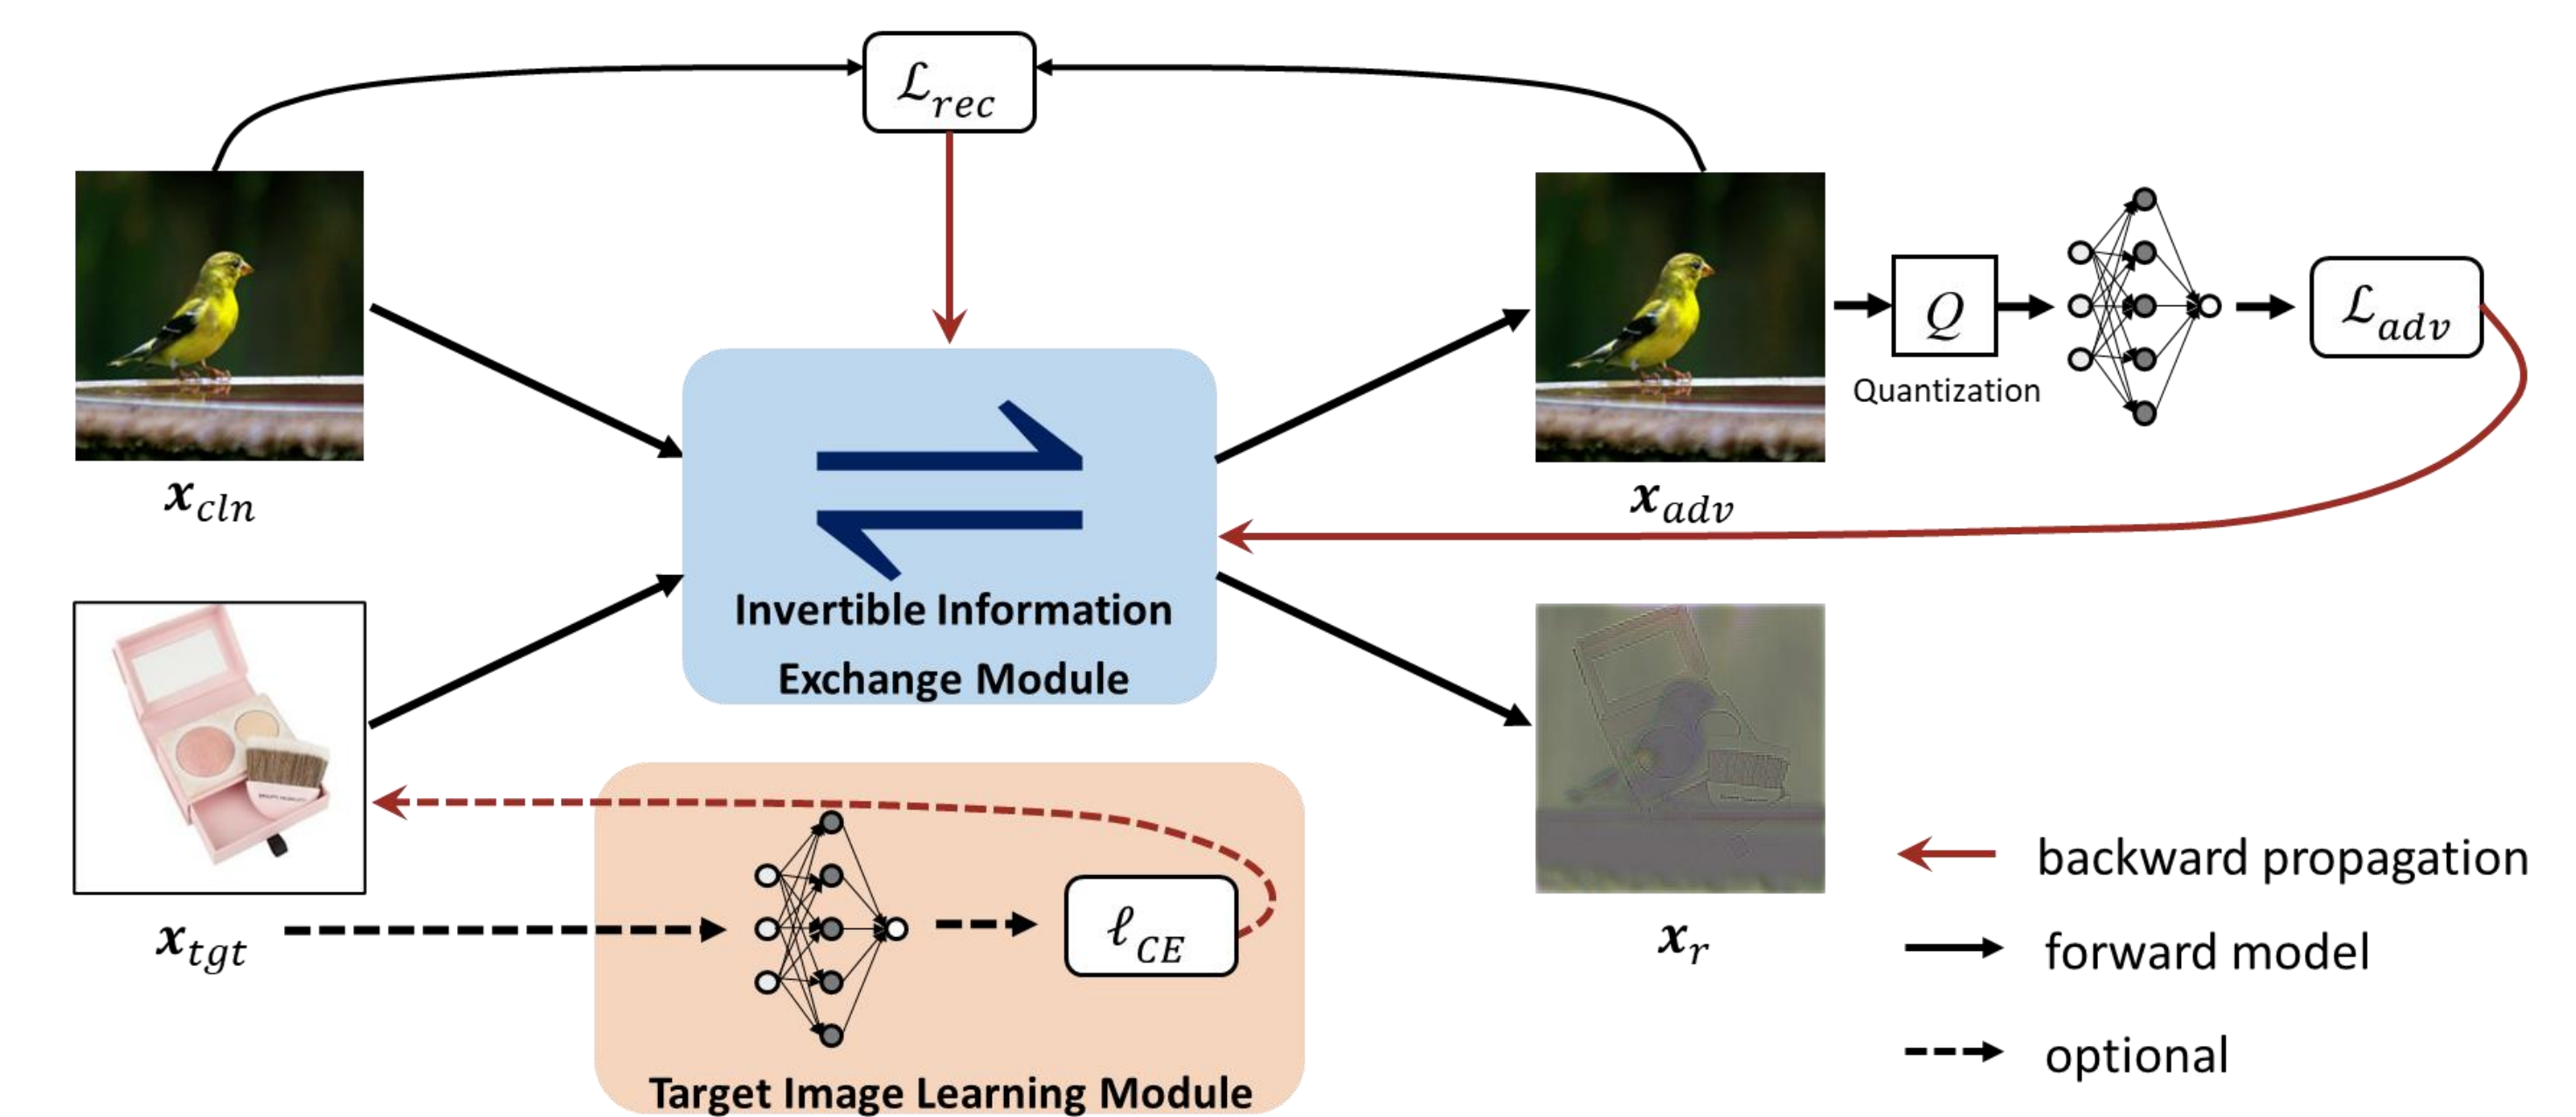 ℒ_rec
x_cln
x_adv
Q
Quantization
ℒ_adv
Invertible Information
Exchange Module
x_tgt
ℓ_CE
Target Image Learning Module
x_r
backward propagation
forward model
optional